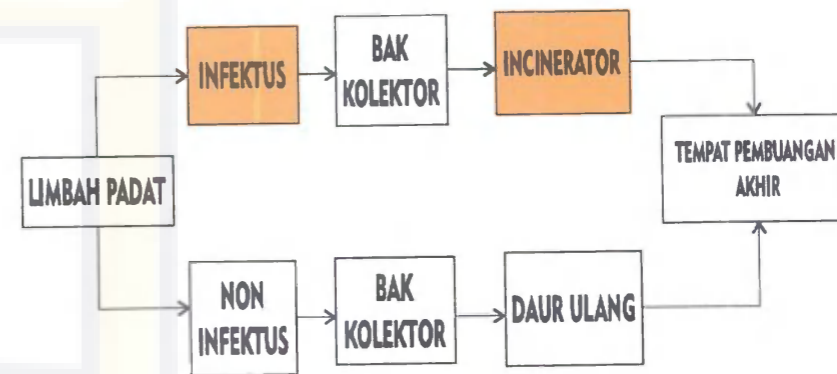 INFEKTUS
BAK
KOLEKTOR
INCINERATOR
TEMPAT PEMBUANGAN
AKHIR
LIMBAH PADAT
NON
INFEKTUS
BAK
KOLEKTOR
DAUR ULANG